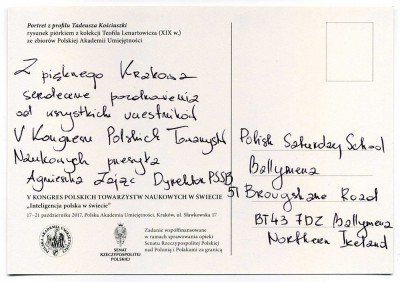 Portret z profilu Tadeusza Kościuszki
rysunek piórkiem z kolekcji Teofila Lenartowicza (XIX w.)
ze zbiorów Polskiej Akademii Umiejętności
Z pięknego Krakowa
serdeczne pozdrowienia
od wszystkich uczestników
V Kongresu Polskich Towarzystw
Naukowych przesyła
Agnieszka Zając Dyrektor PSSB
V KONGRES POLSKICH TOWARZYSTW NAUKOWYCH W ŚWIECIE
„Inteligencja polska w świecie”
17–21 października 2017, Polska Akademia Umiejętności, Kraków, ul. Sławkowska 17
SENAT
RZECZYPOSPOLITEJ
POLSKIEJ
Zadanie współfinansowane
w ramach sprawowania opieki
Senatu Rzeczypospolitej Polskiej
nad Polonią i Polakami za granicą
Polish Saturday School
Ballymena
51 Brougshane Road
BT43 7DZ Ballymena
Northern Ireland